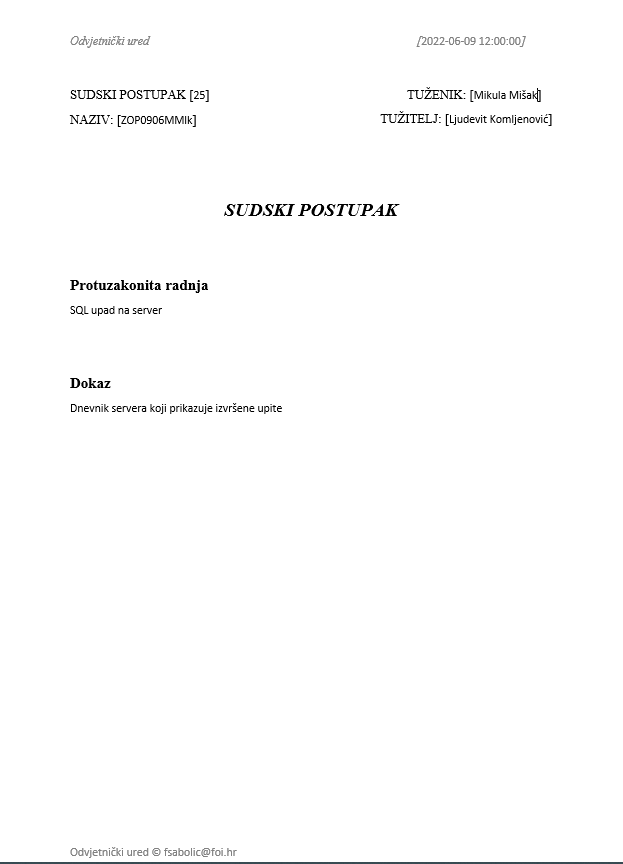 Odvjetnički ured [2022-06-09 12:00:00]
SUDSKI POSTUPAK [25] TUŽENIK: [Mikula Mišak]
NAZIV: [ZOP0906MMlk] TUŽITELJ: [Ljudevit Komljenović]
SUDSKI POSTUPAK
Protuzakonita radnja
SQL upad na server
Dokaz
Dnevnik servera koji prikazuje izvršene upite
Odvjetnički ured © fsabolic@foi.hr